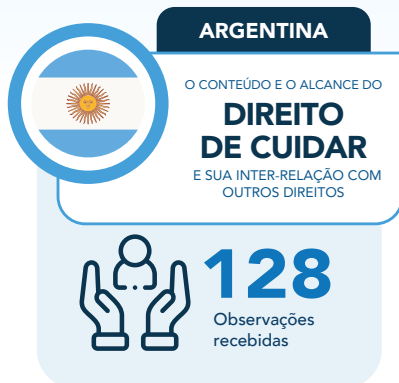 ARGENTINA
O CONTEÚDO E O ALCANCE DO
DIREITO
DE CUIDAR
E SUA INTER-RELAÇÃO COM
OUTROS DIREITOS
128
Observações
recebidas